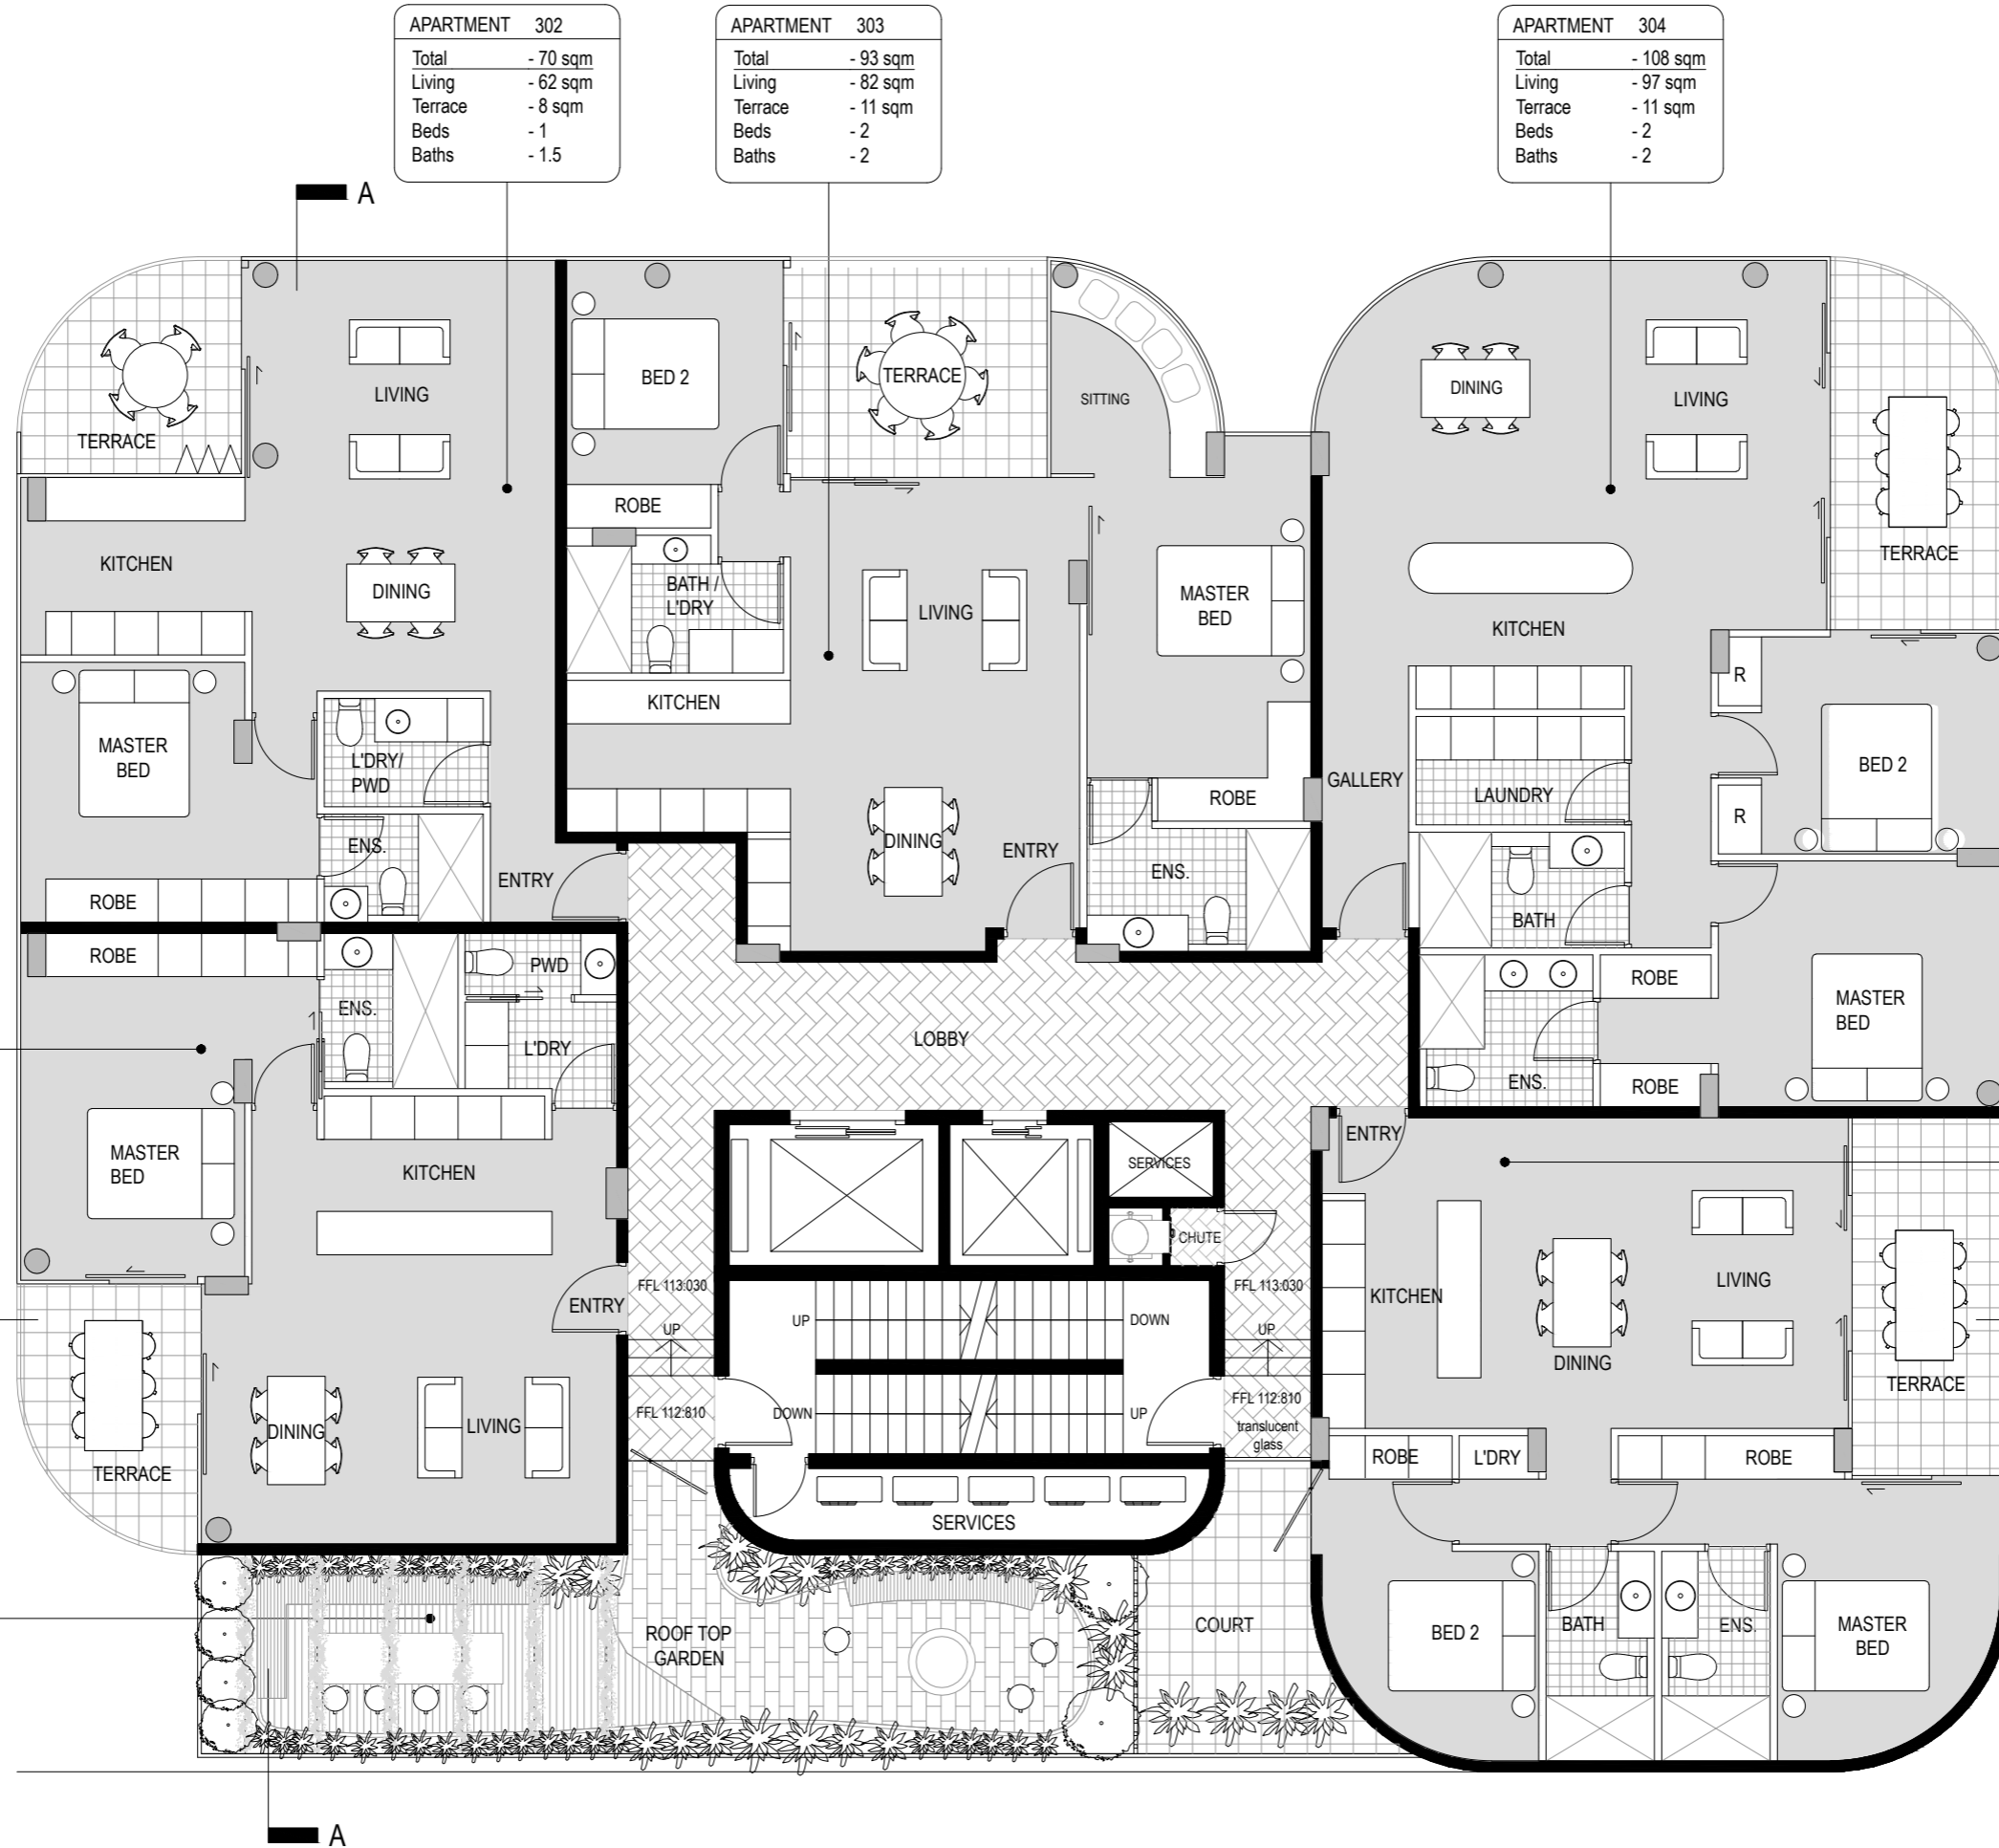 APARTMENT 302
Total - 70 sqm
Living - 62 sqm
Terrace - 8 sqm
Beds - 1
Baths - 1.5
APARTMENT 303
Total - 93 sqm
Living - 82 sqm
Terrace - 11 sqm
Beds - 2
Baths - 2
APARTMENT 304
Total - 108 sqm
Living - 97 sqm
Terrace - 11 sqm
Beds - 2
Baths - 2
A
TERRACE
LIVING
KITCHEN
DINING
MASTER
BED
L'DRY/
PWD
ENS.
ROBE
ENTRY
BED 2
TERRACE
SITTING
ROBE
BATH /
L'DRY
LIVING
MASTER
BED
KITCHEN
DINING
ENTRY
ROBE
ENS.
DINING
LIVING
TERRACE
KITCHEN
R
BED 2
R
GALLERY
LAUNDRY
BATH
ROBE
MASTER
BED
ENS.
ROBE
ROBE
PWD
ENS.
L'DRY
MASTER
BED
KITCHEN
ENTRY
DINING
LIVING
TERRACE
LOBBY
SERVICES
CHUTE
FFL 113.030
UP
FFL 112.810
UP
DOWN
DOWN
UP
FFL 113.030
UP
FFL 112.810
translucent
glass
SERVICES
ENTRY
KITCHEN
DINING
LIVING
TERRACE
ROBE
L'DRY
ROBE
BED 2
BATH
ENS.
MASTER
BED
ROOF TOP
GARDEN
COURT
A